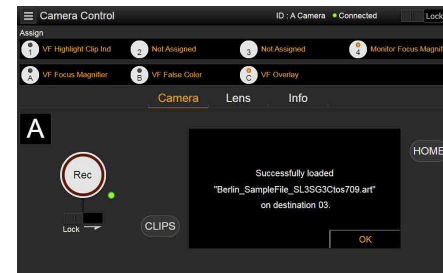 ☰ Camera Control
ID : A Camera Connected
Lock
Assign
1 VF Highlight Clip Ind
2 Not Assigned
3 Not Assigned
4 Monitor Focus Magnif
A VF Focus Magnifier
B VF False Color
C VF Overlay
Camera Lens Info
A
HOME
Rec
Successfully loaded
"Berlin_SampleFile_SL3SG3Ctos709.art"
on destination 03.
Lock
CLIPS
OK